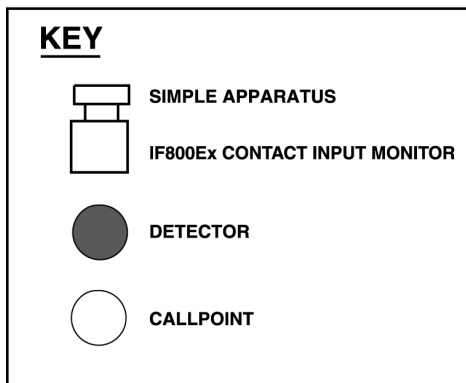 KEY
SIMPLE APPARATUS
IF800Ex CONTACT INPUT MONITOR
DETECTOR
CALLPOINT